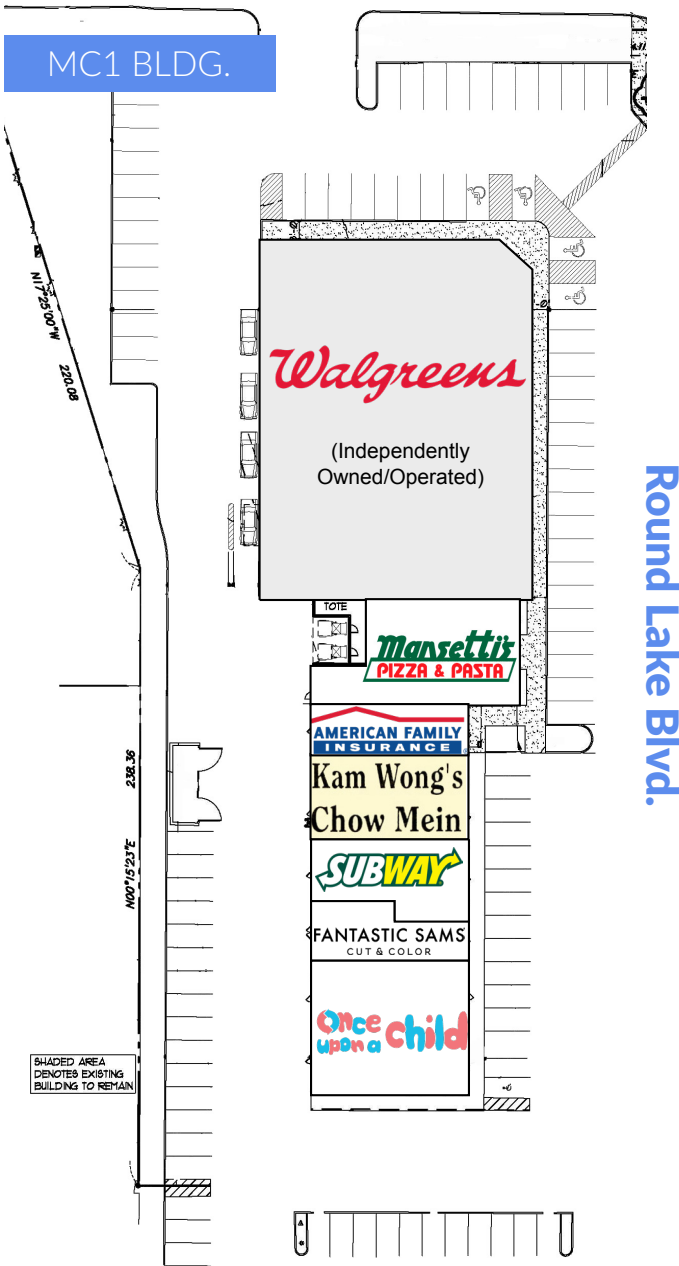 MC1 BLDG.
N17°25'00"W
220.08
Walgreens
(Independently
Owned/Operated)
Round Lake Blvd.
TOTE
Mansetti's
PIZZA & PASTA
AMERICAN FAMILY
INSURANCE
Kam Wong's
Chow Mein
238.36
N00°15'23"E
SUBWAY
FANTASTIC SAMS
CUT & COLOR
Once
upon a child
SHADED AREA
DENOTES EXISTING
BUILDING TO REMAIN